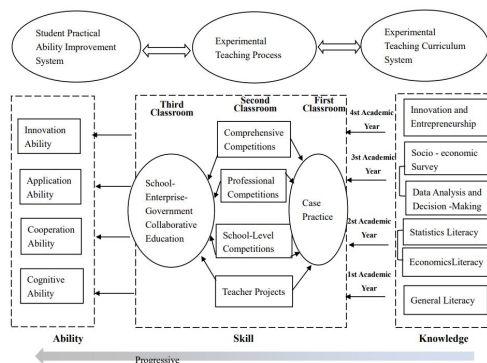 Student Practical
Ability Improvement
System
Experimental
Teaching Process
Experimental
Teaching Curriculum
System
Third
Classroom
Second
Classroom
First
Classroom
4st Academic
Year
3st Academic
Year
2st Academic
Year
1st Academic
Year
Innovation
Ability
Application
Ability
Cooperation
Ability
Cognitive
Ability
School-
Enterprise-
Government
Collaborative
Education
Comprehensive
Competitions
Professional
Competitions
School-Level
Competitions
Teacher Projects
Case
Practice
Innovation and
Entrepreneurship
Socio - economic
Survey
Data Analysis and
Decision -Making
Statistics Literacy
EconomicsLiteracy
General Literacy
Ability
Skill
Knowledge
Progressive